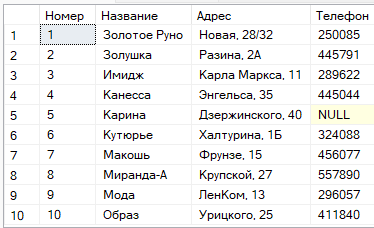 Номер Название Адрес Телефон
1 1 Золотое Руно Новая, 28/32 250085
2 2 Золушка Разина, 2А 445791
3 3 Имидж Карла Маркса, 11 289622
4 4 Канесса Энгельса, 35 445044
5 5 Карина Дзержинского, 40 NULL
6 6 Кутюрье Халтурина, 1Б 324088
7 7 Макошь Фрунзе, 15 456077
8 8 Миранда-А Крупской, 27 557890
9 9 Мода ЛенКом, 13 296057
10 10 Образ Урицкого, 25 411840